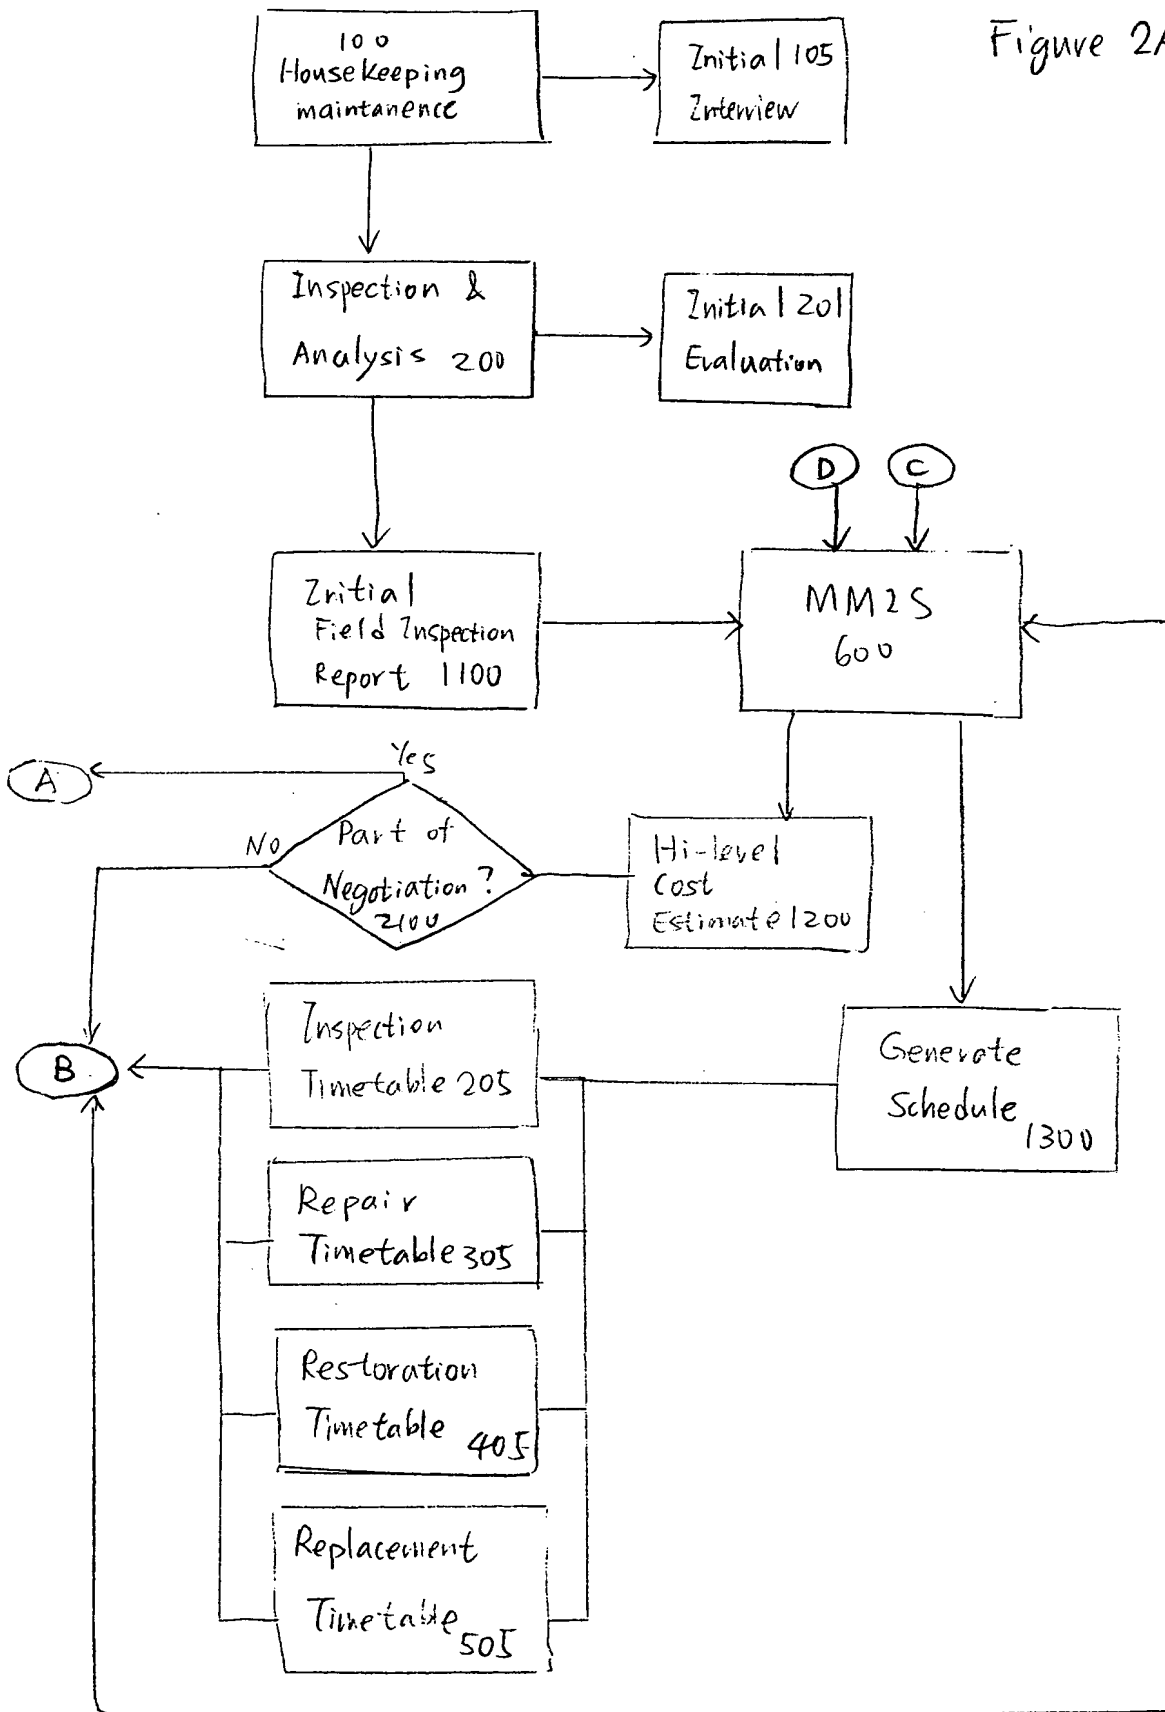 Figure 2A
100
Housekeeping
maintanence
Initial 105
Interview
Inspection &
Analysis 200
Initial 201
Evaluation
D
C
Initial
Field Inspection
Report 1100
MM2S
600
Yes
A
No
Part of
Negotiation?
2100
Hi-level
Cost
Estimate 1200
B
Inspection
Timetable 205
Generate
Schedule
1300
Repair
Timetable 305
Restoration
Timetable
405
Replacement
Timetable
505